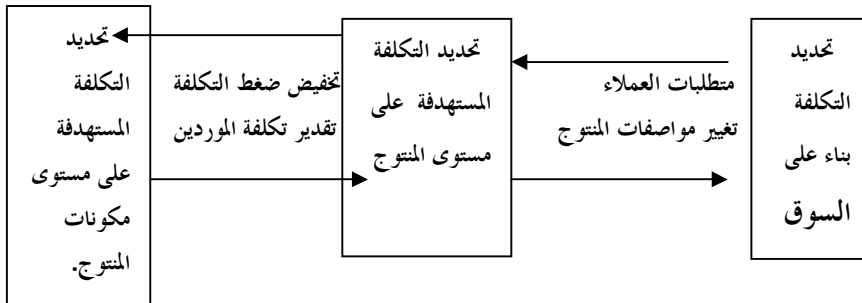 تحديد
التكلفة
بناء على
السوق
متطلبات العملاء
تغيير مواصفات المنتوج
تحديد التكلفة
المستهدفة على
مستوى المنتوج
تخفيض ضغط التكلفة
تقدير تكلفة الموردين
تحديد
التكلفة
المستهدفة
على مستوى
مكونات
المنتوج.